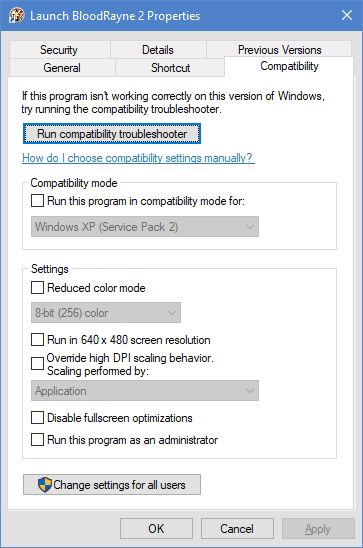 Launch BloodRayne 2 Properties
Security Details Previous Versions
General Shortcut Compatibility
If this program isn't working correctly on this version of Windows,
try running the compatibility troubleshooter.
Run compatibility troubleshooter
How do I choose compatibility settings manually?
Compatibility mode
Run this program in compatibility mode for:
Windows XP (Service Pack 2)
Settings
Reduced color mode
8-bit (256) color
Run in 640 x 480 screen resolution
Override high DPI scaling behavior.
Scaling performed by:
Application
Disable fullscreen optimizations
Run this program as an administrator
Change settings for all users
OK Cancel Apply